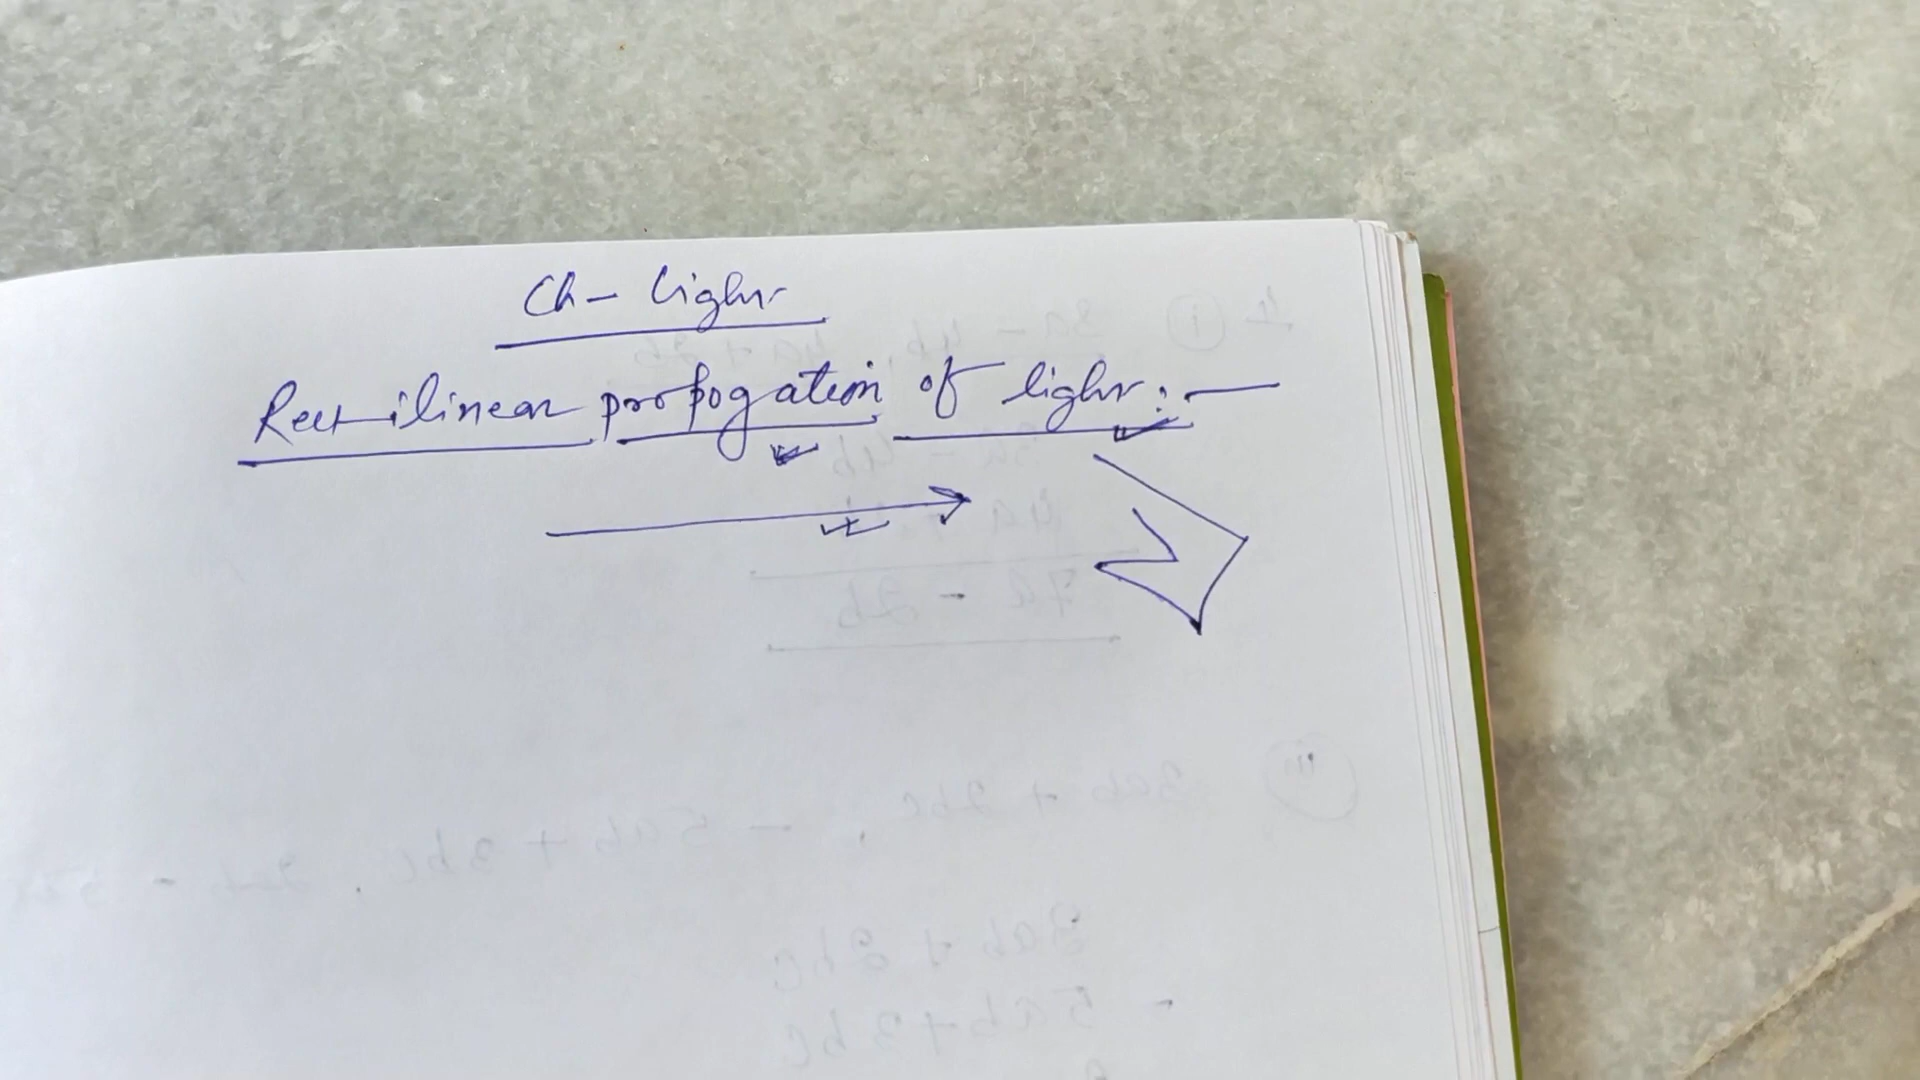 Ch - Light
Rectilinear propogation of light : —